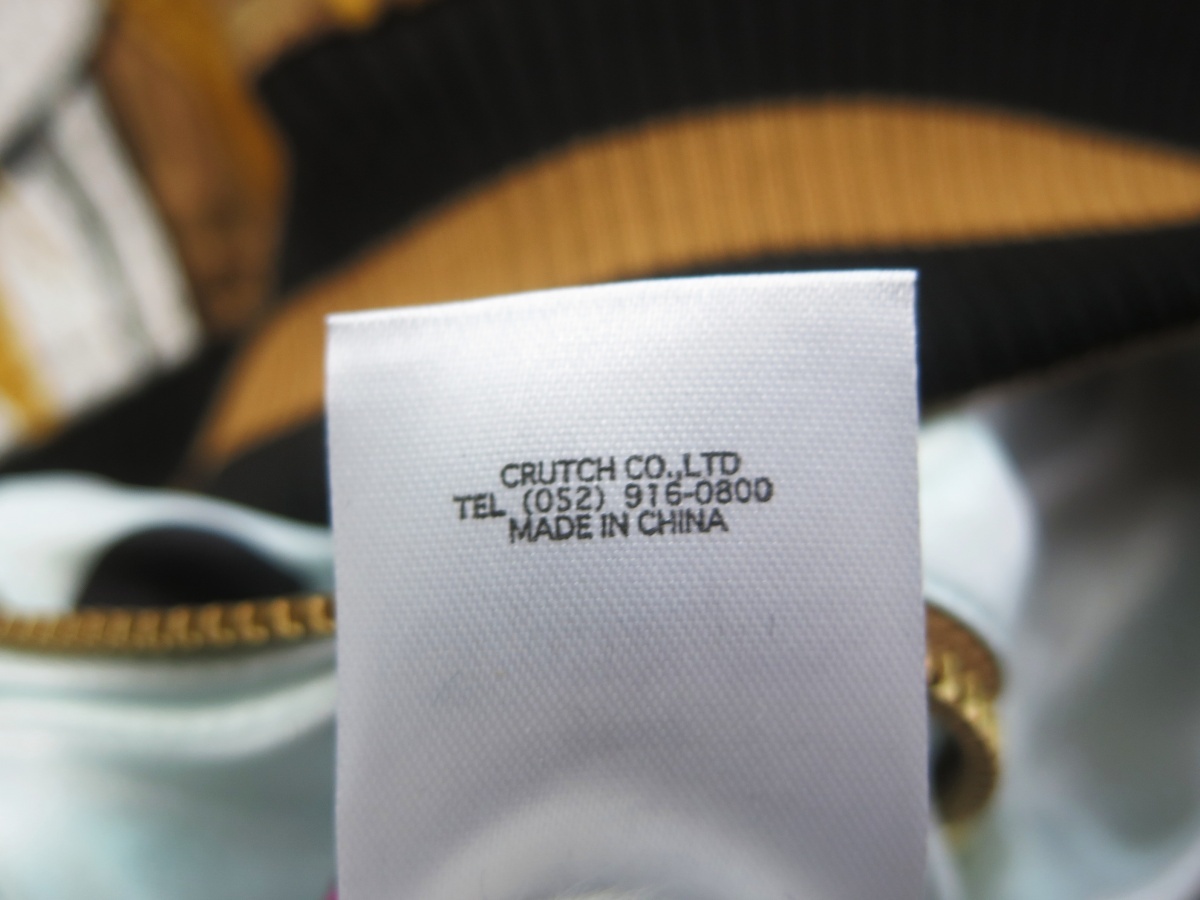 CRUTCH CO.,LTD
TEL (052) 916-0800
MADE IN CHINA